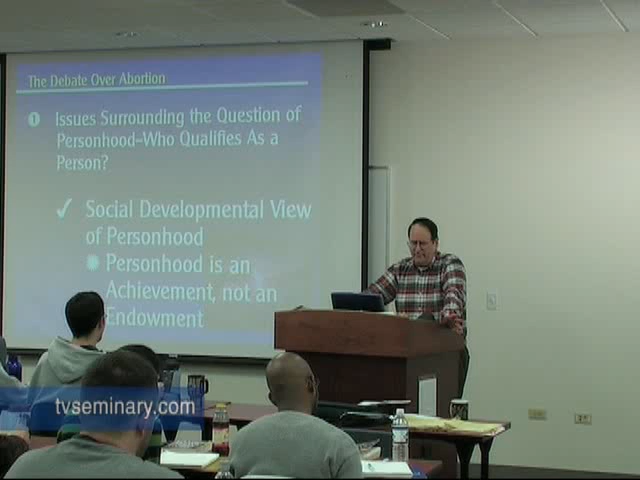 The Debate Over Abortion
1 Issues Surrounding the Question of
Personhood–Who Qualifies As a
Person?
✓ Social Developmental View
of Personhood
Personhood is an
Achievement, not an
Endowment
tvseminary.com